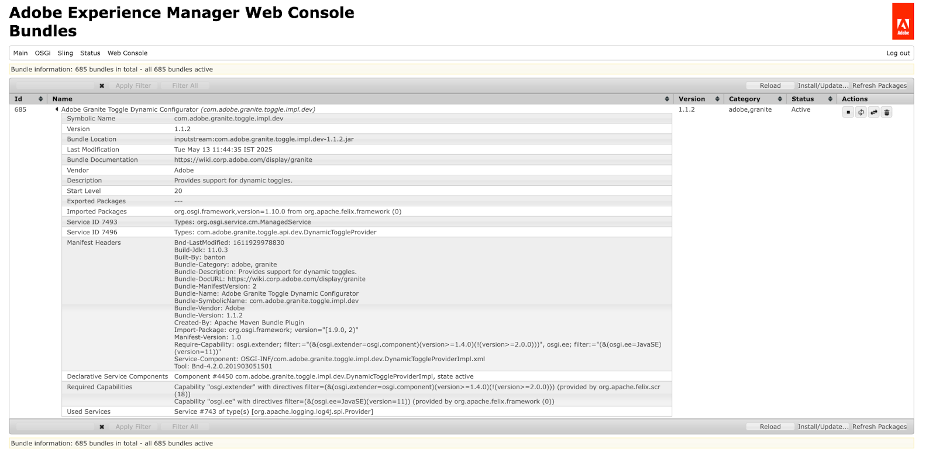 Adobe Experience Manager Web Console
Bundles
Adobe
Main OSGi Sling Status Web Console Log out
Bundle information: 685 bundles in total - all 685 bundles active
✖ Apply Filter Filter All Reload Install/Update... Refresh Packages
Id Name Version Category Status Actions
685 Adobe Granite Toggle Dynamic Configurator (com.adobe.granite.toggle.impl.dev) 1.1.2 adobe,granite Active
Symbolic Name com.adobe.granite.toggle.impl.dev
Version 1.1.2
Bundle Location inputstream:com.adobe.granite.toggle.impl.dev-1.1.2.jar
Last Modification Tue May 13 11:44:35 IST 2025
Bundle Documentation https://wiki.corp.adobe.com/display/granite
Vendor Adobe
Description Provides support for dynamic toggles.
Start Level 20
Exported Packages ---
Imported Packages org.osgi.framework,version=1.10.0 from org.apache.felix.framework (0)
Service ID 7493 Types: org.osgi.service.cm.ManagedService
Service ID 7496 Types: com.adobe.granite.toggle.api.dev.DynamicToggleProvider
Manifest Headers Bnd-LastModified: 1611929978830
Build-Jdk: 11.0.3
Built-By: banton
Bundle-Category: adobe, granite
Bundle-Description: Provides support for dynamic toggles.
Bundle-DocURL: https://wiki.corp.adobe.com/display/granite
Bundle-ManifestVersion: 2
Bundle-Name: Adobe Granite Toggle Dynamic Configurator
Bundle-SymbolicName: com.adobe.granite.toggle.impl.dev
Bundle-Vendor: Adobe
Bundle-Version: 1.1.2
Created-By: Apache Maven Bundle Plugin
Import-Package: org.osgi.framework; version="[1.9.0, 2)"
Manifest-Version: 1.0
Require-Capability: osgi.extender; filter:="(&(osgi.extender=osgi.component)(version>=1.4.0)(!(version>=2.0.0)))", osgi.ee; filter:="(&(osgi.ee=JavaSE)
(version=11))"
Service-Component: OSGI-INF/com.adobe.granite.toggle.impl.dev.DynamicToggleProviderImpl.xml
Tool: Bnd-4.2.0.201903051501
Declarative Service Components Component #4450 com.adobe.granite.toggle.impl.dev.DynamicToggleProviderImpl, state active
Required Capabilities Capability "osgi.extender" with directives filter=(&(osgi.extender=osgi.component)(version>=1.4.0)(!(version>=2.0.0))) (provided by org.apache.felix.scr
(18))
Capability "osgi.ee" with directives filter=(&(osgi.ee=JavaSE)(version=11)) (provided by org.apache.felix.framework (0))
Used Services Service #743 of type(s) [org.apache.logging.log4j.spi.Provider]
✖ Apply Filter Filter All Reload Install/Update... Refresh Packages
Bundle information: 685 bundles in total - all 685 bundles active